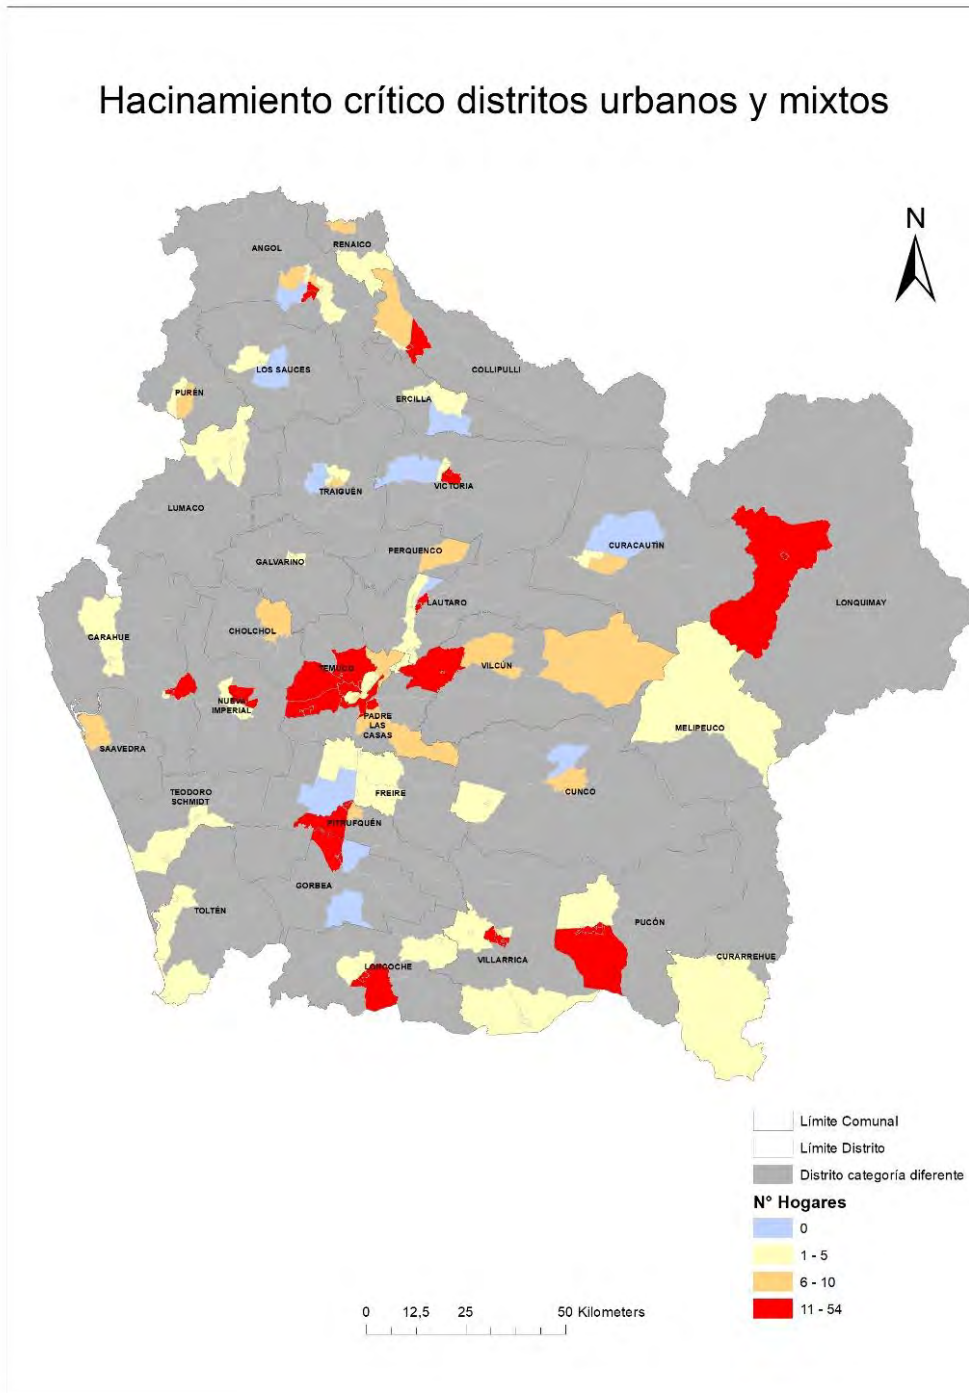 Hacinamiento crítico distritos urbanos y mixtos
N
ANGOL
RENAICO
COLLIPULLI
LOS SAUCES
PURÉN
ERCILLA
TRAIGUÉN
VICTORIA
LUMACO
CURACAUTÍN
PERQUENCO
GALVARINO
LAUTARO
LONQUIMAY
CHOLCHOL
CARAHUE
TEMUCO
VILCÚN
NUEVA
IMPERIAL
PADRE
LAS
CASAS
MELIPEUCO
SAAVEDRA
TEODORO
SCHMIDT
FREIRE
CUNCO
PITRUFQUÉN
GORBEA
TOLTÉN
PUCÓN
LONCOCHE
VILLARRICA
CURARREHUE
Límite Comunal
Límite Distrito
Distrito categoría diferente
N° Hogares
0
1 - 5
6 - 10
11 - 54
0 12,5 25 50 Kilometers